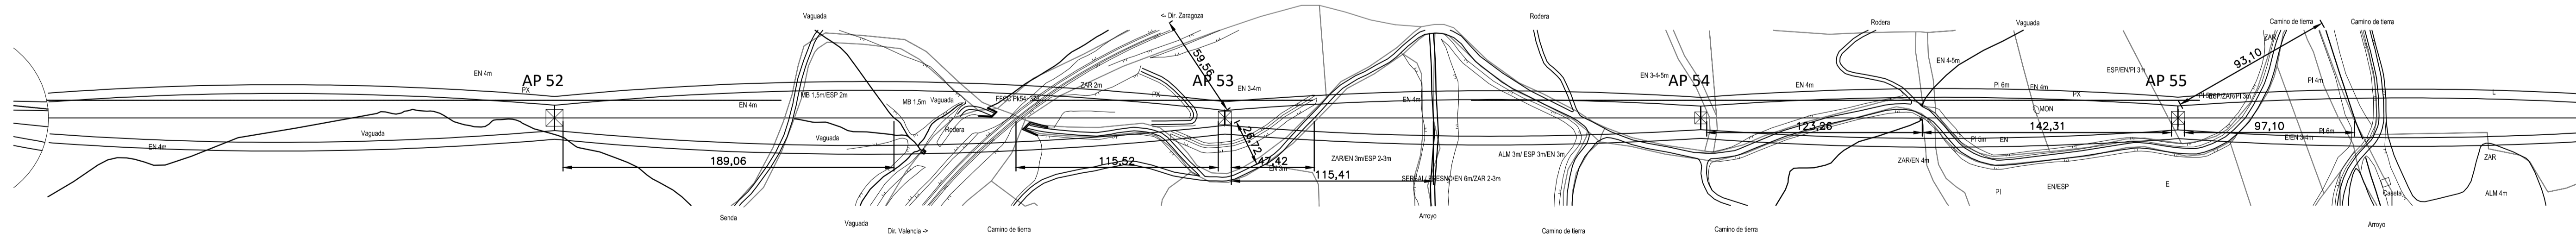 Vaguada
<- Dir. Zaragoza
Rodera
Rodera
Vaguada
Camino de tierra
Camino de tierra
ZAR
59,56
93,10
EN 4m
AP 52
PX
AP 53
EN 3-4m
ZAR 2m
PX
EN 3-4-5m
AP 54
EN 4m
EN 4-5m
PI 6m
EN 4m
PX
ESP/EN/PI 3m
AP 55
PI 4m
L
MB 1.5m/ESP 2m
EN 4m
MB 1,5m
Vaguada
EN 4m
MON
Vaguada
Vaguada
Rodera
26,72
123,26
142,31
97,10
EN 4m
PI 5m
EN
E/EN 3-4m
PI 6m
189,06
115,52
47,42
EN 3m
115,41
ZAR/EN 3m/ESP 2-3m
ALM 3m/ ESP 3m/EN 3m
ZAR/EN 4m
ZAR
EN/ESP
PI
E
Caseta
ALM 4m
Senda
Vaguada
Dir. Valencia ->
Camino de tierra
Arroyo
Camino de tierra
Camino de tierra
Arroyo